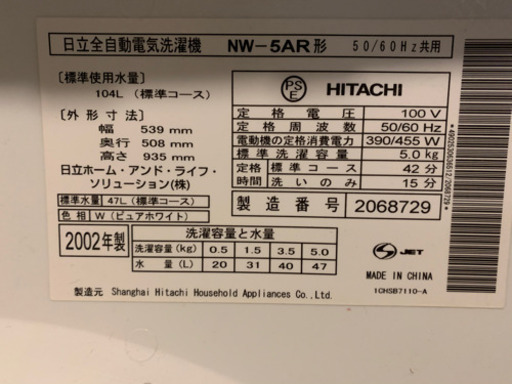 日立全自動電気洗濯機 NW-5AR形 50/60Hz共用
〔標準使用水量〕
104L（標準コース）
〔外形寸法〕
幅 539 mm
奥行 508 mm
高さ 935 mm
日立ホーム・アンド・ライフ・
ソリューション(株)
標準水量 47L（標準コース）
色相 W（ピュアホワイト）
PS
E
HITACHI
定格電圧 100 V
定格周波数 50/60 Hz
電動機の定格消費電力 390/455 W
標準洗濯容量 5.0 kg
定格 標準コース 42分
時間 洗いのみ 15分
製造番号 2068729
2002年製
洗濯容量と水量
洗濯容量(kg) 0.5 1.5 3.5 5.0
水量(L) 20 31 40 47
S JET
MADE IN CHINA
1CHSB7110-A
製造元 Shanghai Hitachi Household Appliances Co.,Ltd.